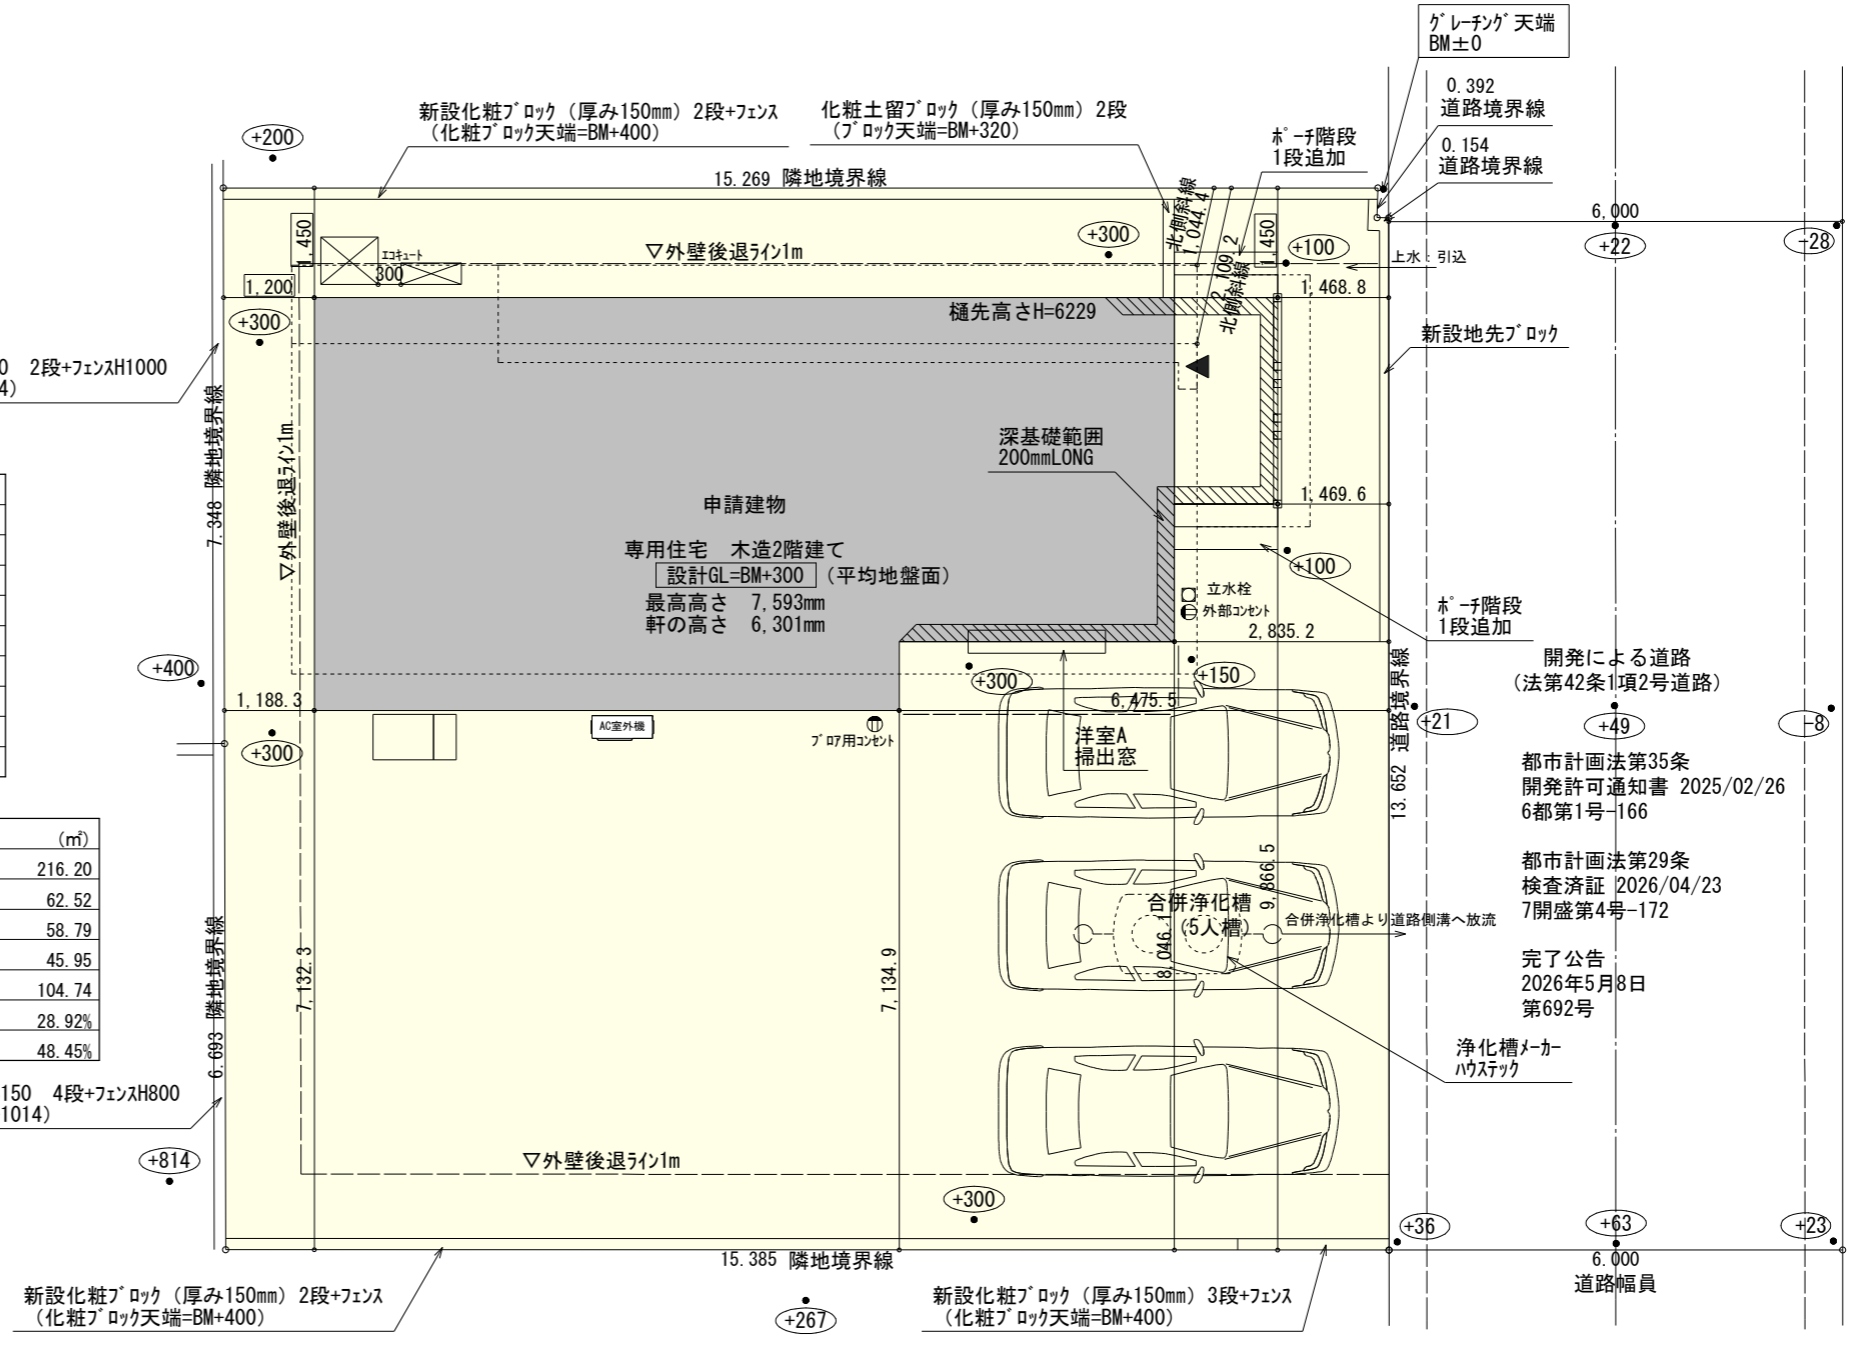 グレーチング天端
BM±0
0.392
道路境界線
0.154
道路境界線
新設化粧ブロック（厚み150mm）2段+フェンス
（化粧ブロック天端=BM+400）
化粧土留ブロック（厚み150mm）2段
（ブロック天端=BM+320）
ポーチ階段
1段追加
+200
15.269 隣地境界線
北側斜線
1,044.4
6,000
1,450
エコキュート
300
▽外壁後退ライン1m
+300
2,109.2
北側斜線
1,450
+100
+22
-28
上水 引込
1,200
1,468.8
+300
樋先高さH=6229
新設地先ブロック
0 2段+フェンスH1000
4)
7.348 隣地境界線
▽外壁後退ライン1m
深基礎範囲
200mmLONG
1,469.6
申請建物
専用住宅 木造2階建て
設計GL=BM+300（平均地盤面）
最高高さ 7,593mm
軒の高さ 6,301mm
+100
立水栓
外部コンセント
ポーチ階段
1段追加
2,835.2
+400
+300
+150
開発による道路
（法第42条1項2号道路）
1,188.3
6,475.5
道路境界線
13.652
+21
+49
-8
+300
AC室外機
ブロア用コンセント
洋室A
掃出窓
都市計画法第35条
開発許可通知書 2025/02/26
6都第1号-166
(㎡)
216.20
62.52
58.79
45.95
104.74
28.92%
48.45%
都市計画法第29条
検査済証 2026/04/23
7開盛第4号-172
9,866.5
合併浄化槽
（5人槽）
8,046.1
合併浄化槽より道路側溝へ放流
7,132.3
7,134.9
6.693 隣地境界線
完了公告
2026年5月8日
第692号
浄化槽メーカー
ハウステック
150 4段+フェンスH800
1014)
+814
▽外壁後退ライン1m
+300
+36
+63
+23
15.385 隣地境界線
6.000
道路幅員
新設化粧ブロック（厚み150mm）2段+フェンス
（化粧ブロック天端=BM+400）
+267
新設化粧ブロック（厚み150mm）3段+フェンス
（化粧ブロック天端=BM+400）